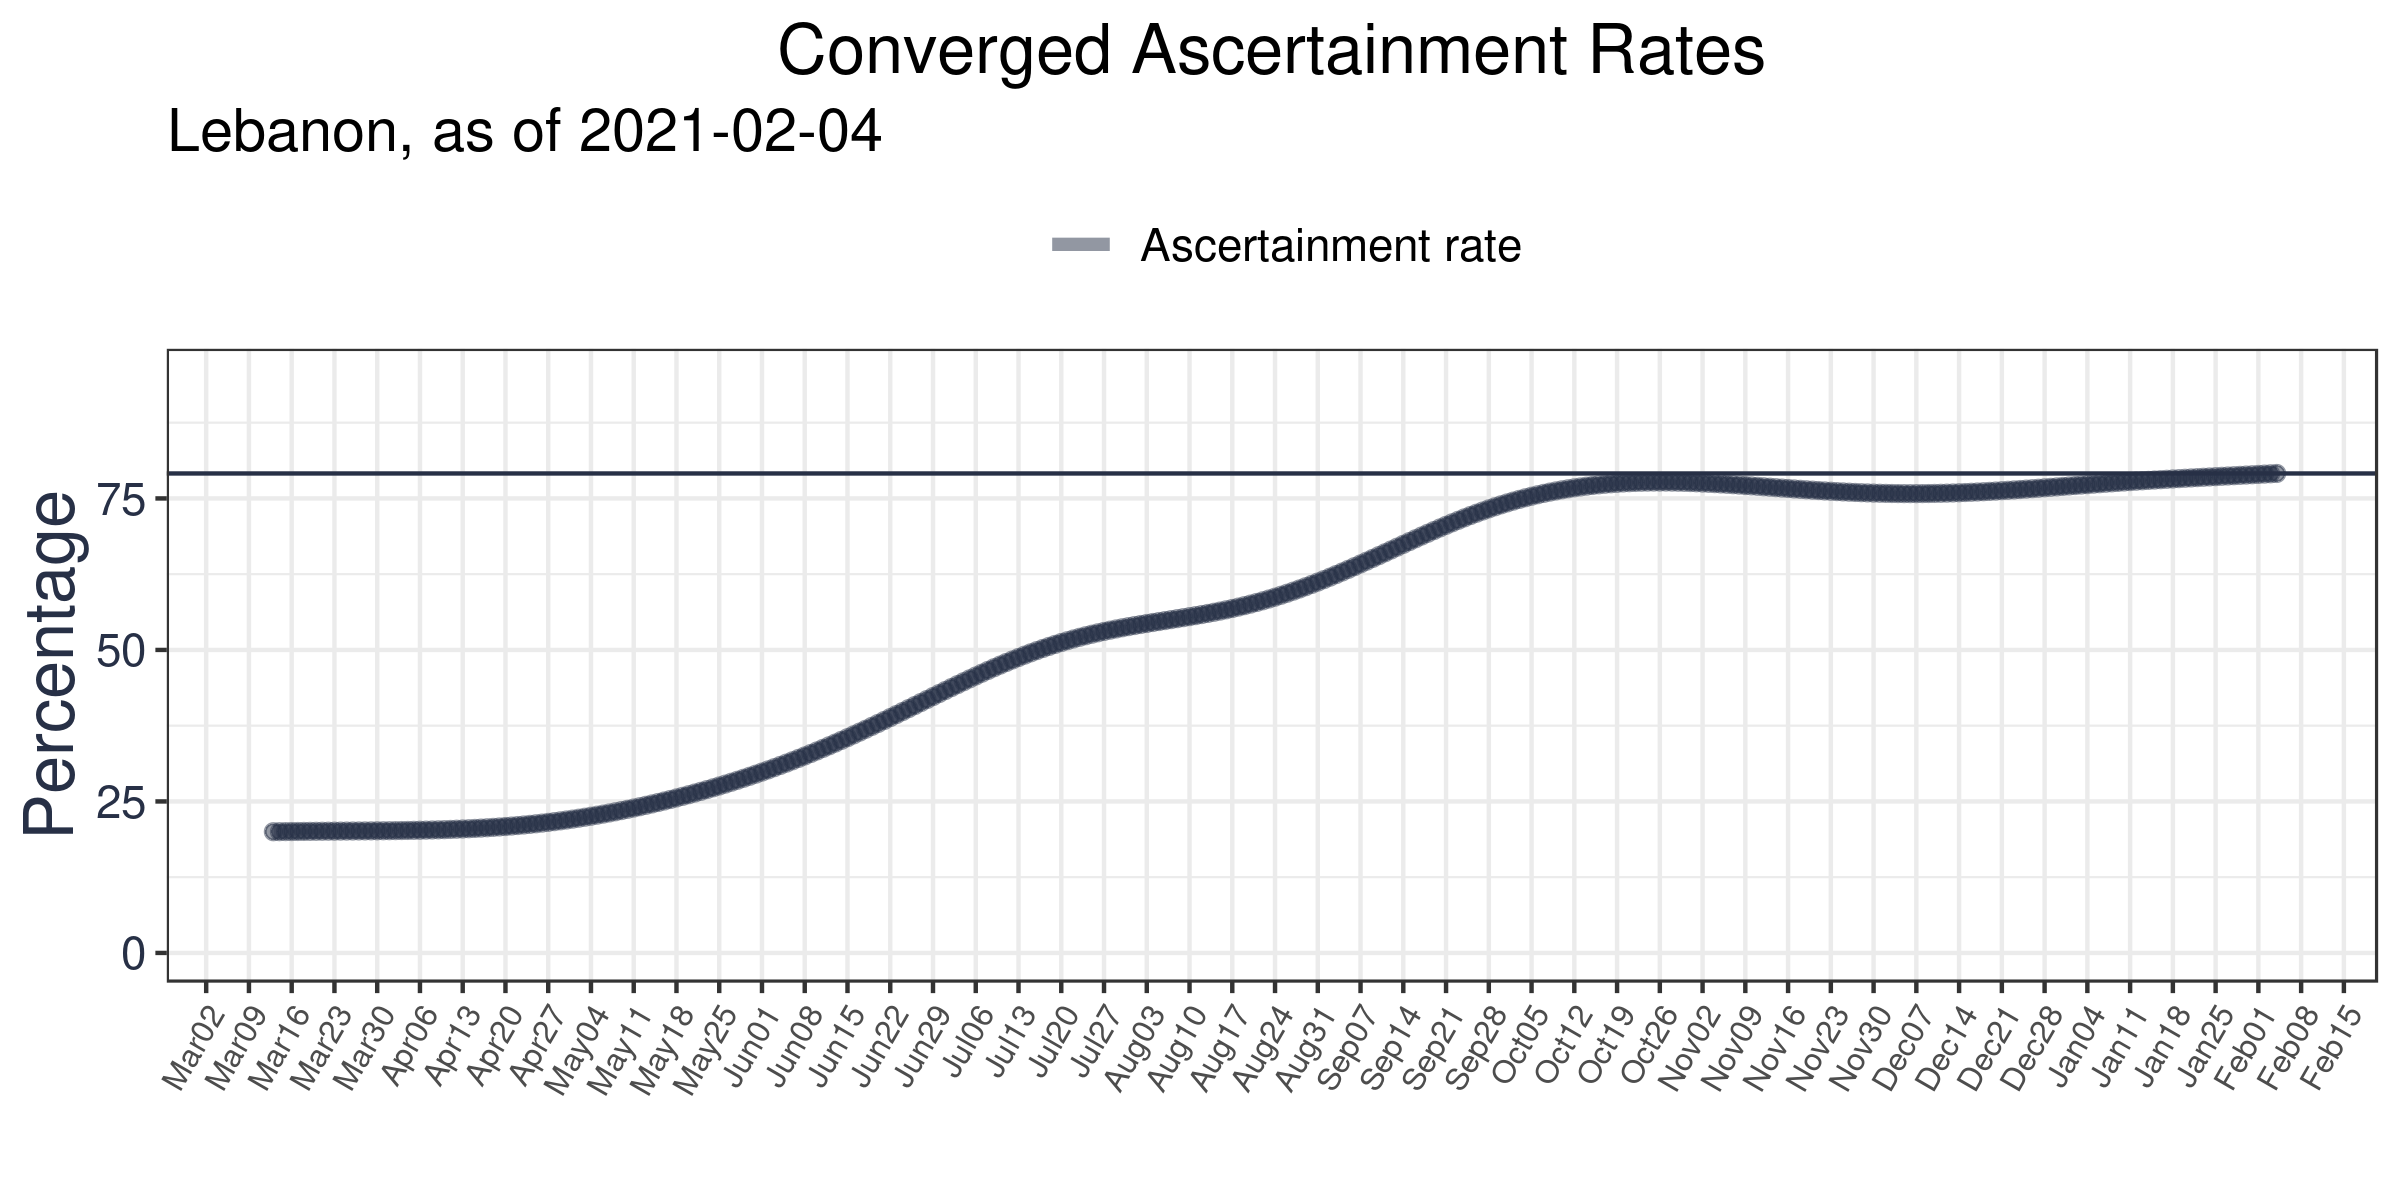 Converged Ascertainment Rates
Lebanon, as of 2021-02-04
Ascertainment rate
Percentage
75
50
25
0
Mar02 Mar09 Mar16 Mar23 Mar30 Apr06 Apr13 Apr20 Apr27 May04 May11 May18 May25 Jun01 Jun08 Jun15 Jun22 Jun29 Jul06 Jul13 Jul20 Jul27 Aug03 Aug10 Aug17 Aug24 Aug31 Sep07 Sep14 Sep21 Sep28 Oct05 Oct12 Oct19 Oct26 Nov02 Nov09 Nov16 Nov23 Nov30 Dec07 Dec14 Dec21 Dec28 Jan04 Jan11 Jan18 Jan25 Feb01 Feb08 Feb15